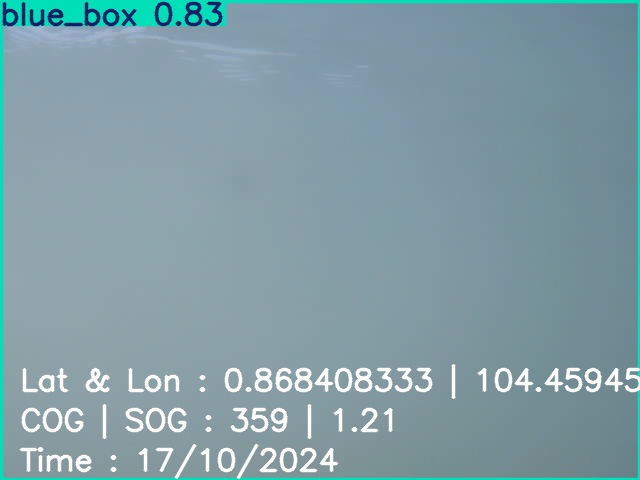 blue_box 0.83
Lat & Lon : 0.868408333 | 104.45945
COG | SOG : 359 | 1.21
Time : 17/10/2024